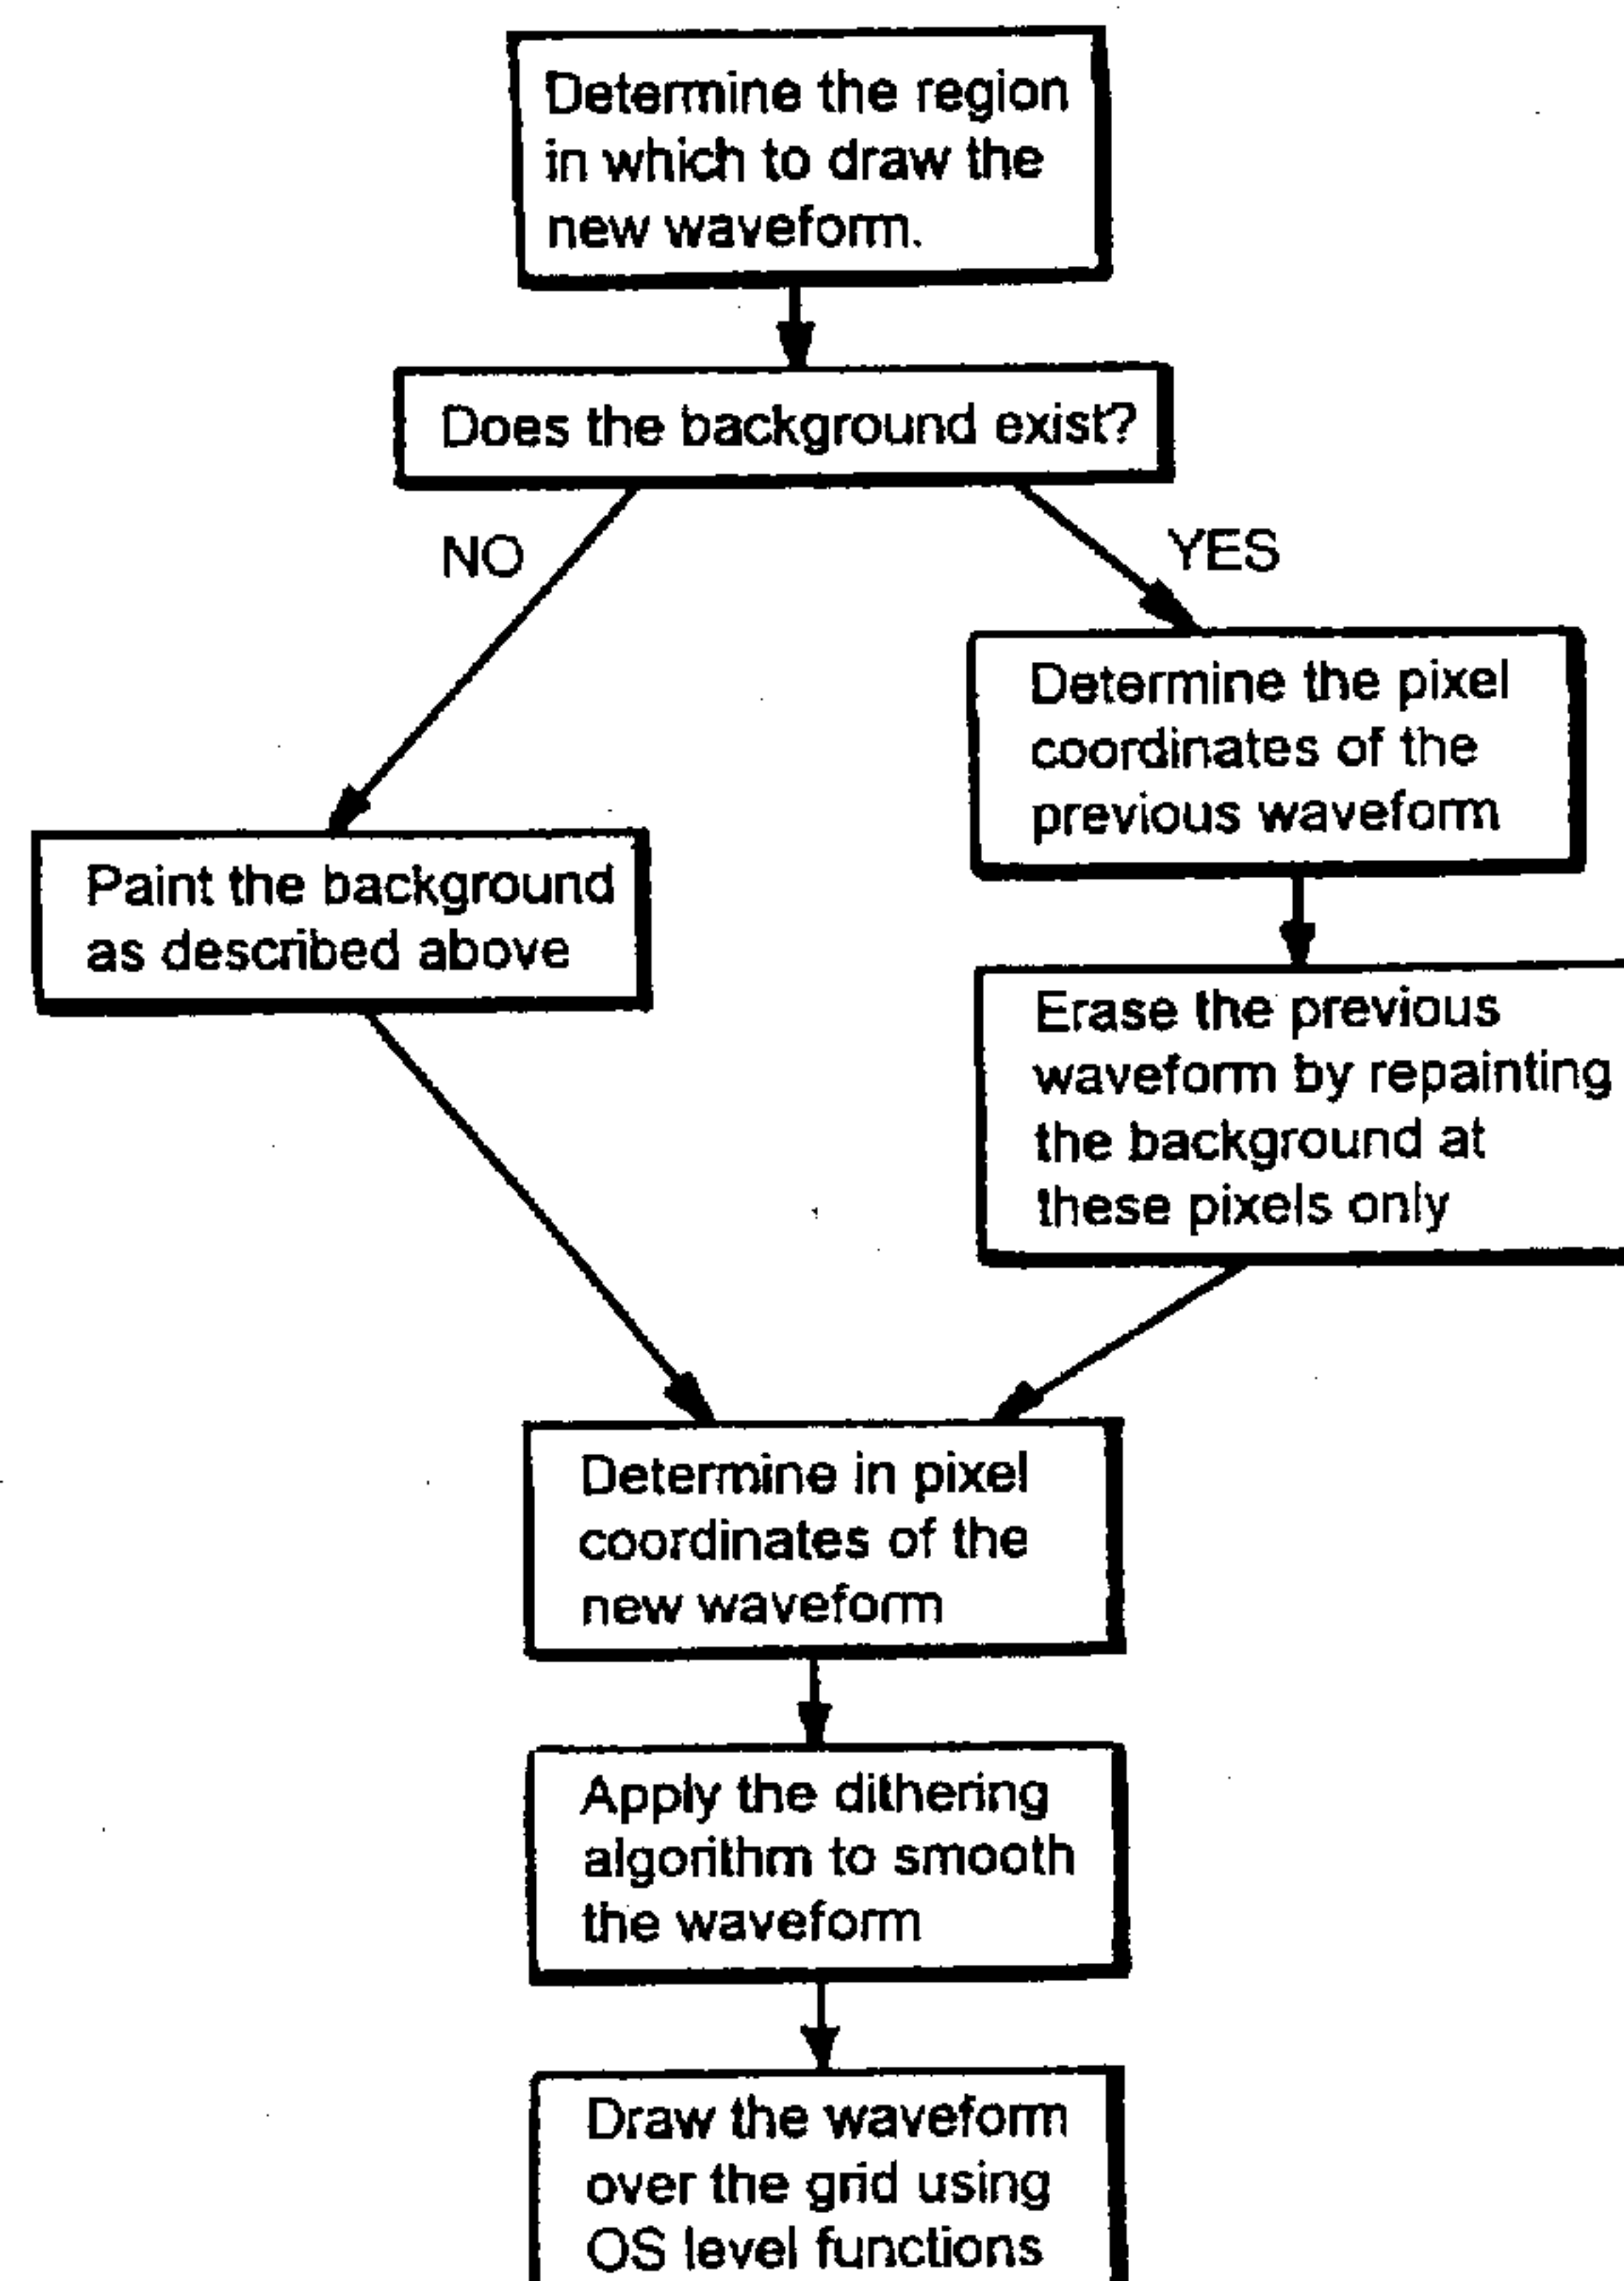 Determine the region
in which to draw the
new waveform.
Does the background exist?
NO
YES
Determine the pixel
coordinates of the
previous waveform
Paint the background
as described above
Erase the previous
waveform by repainting
the background at
these pixels only
Determine in pixel
coordinates of the
new waveform
Apply the dithering
algorithm to smooth
the waveform
Draw the waveform
over the grid using
OS level functions